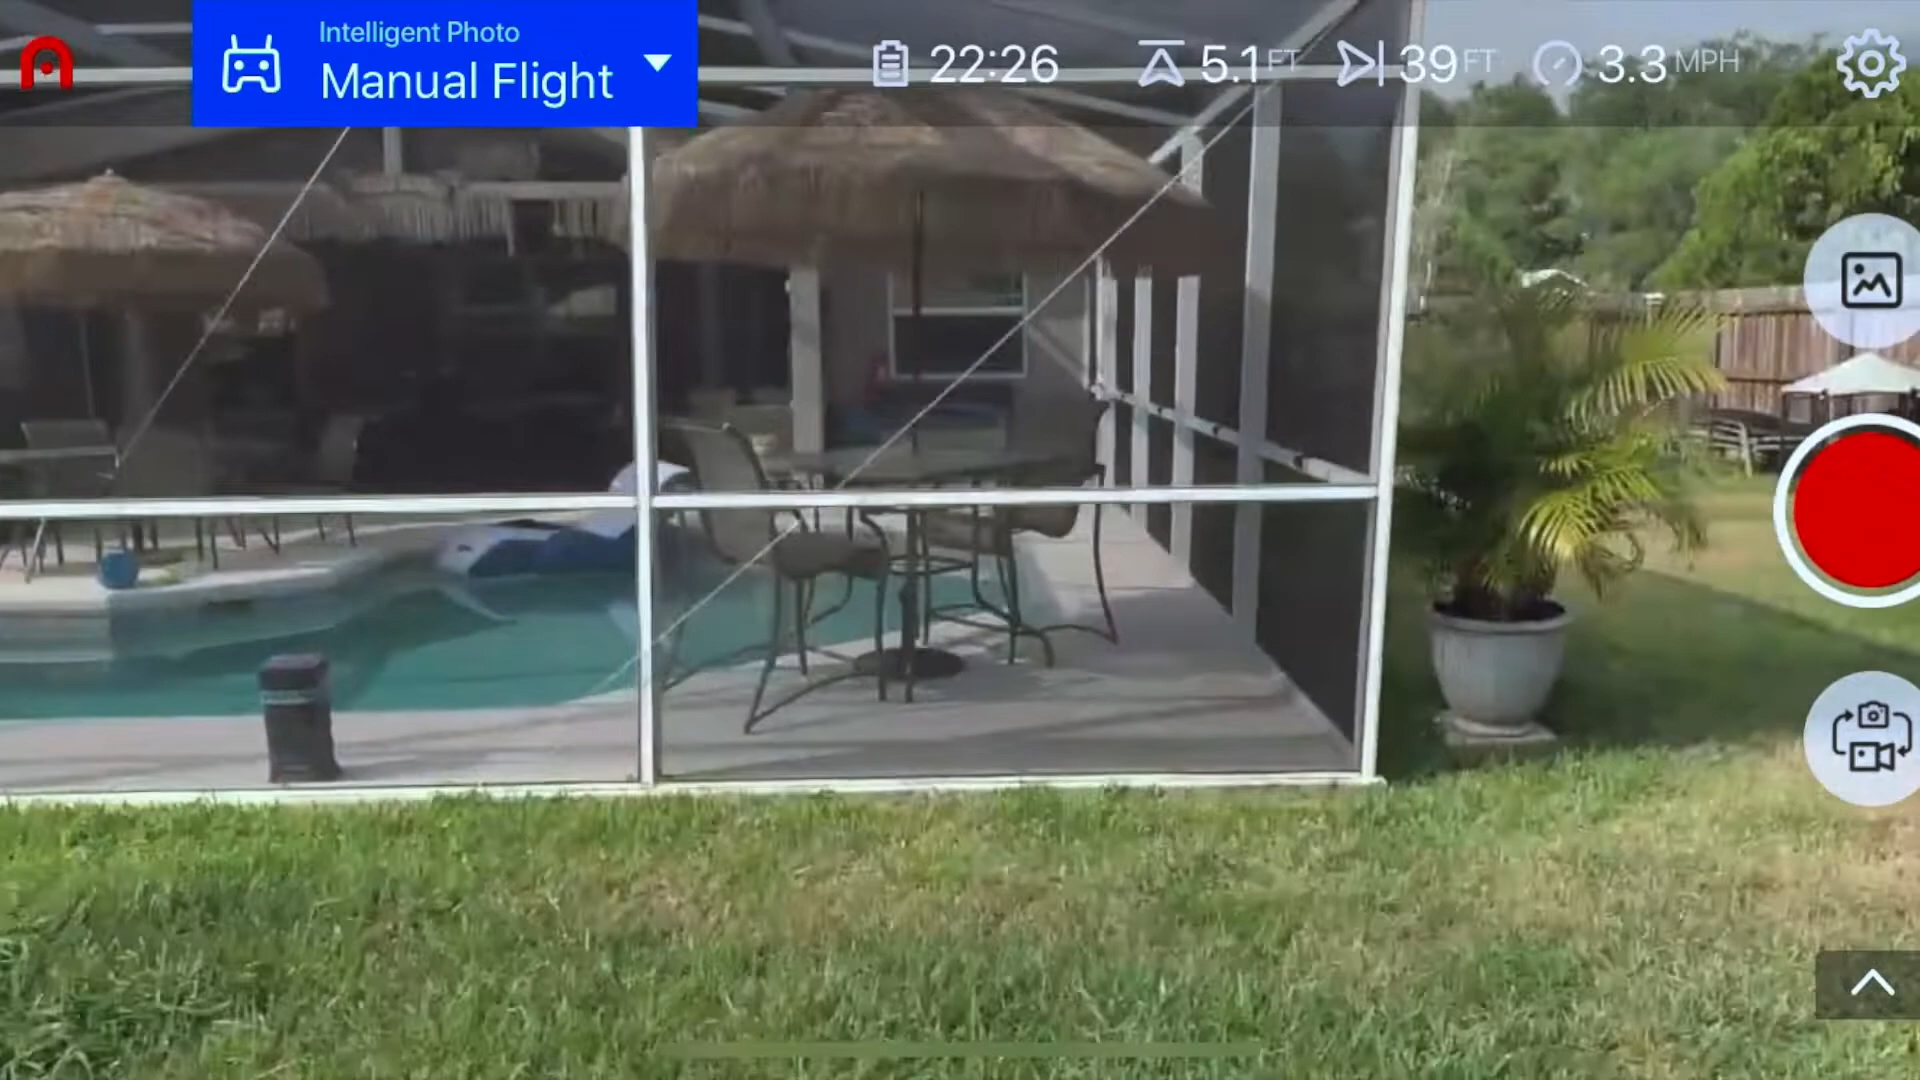 Intelligent Photo
Manual Flight
22:26
5.1 FT
39 FT
3.3 MPH